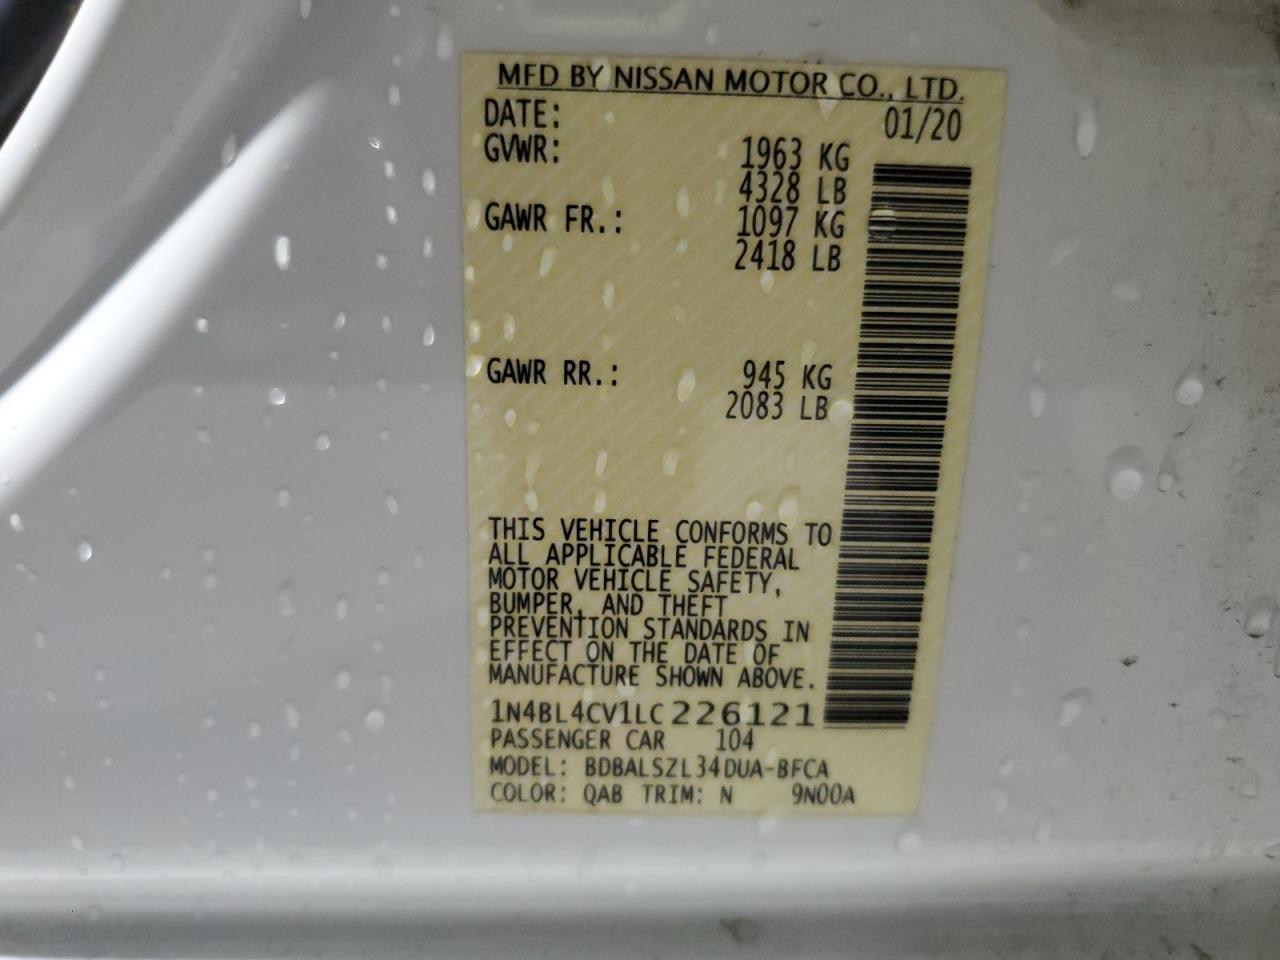 MFD BY NISSAN MOTOR CO., LTD.
DATE: 01/20
GVWR: 1963 KG
4328 LB
GAWR FR.: 1097 KG
2418 LB
GAWR RR.: 945 KG
2083 LB
THIS VEHICLE CONFORMS TO
ALL APPLICABLE FEDERAL
MOTOR VEHICLE SAFETY,
BUMPER, AND THEFT
PREVENTION STANDARDS IN
EFFECT ON THE DATE OF
MANUFACTURE SHOWN ABOVE.
1N4BL4CV1LC226121
PASSENGER CAR 104
MODEL: BDBALSZL34DUA-BFCA
COLOR: QAB TRIM: N 9N00A